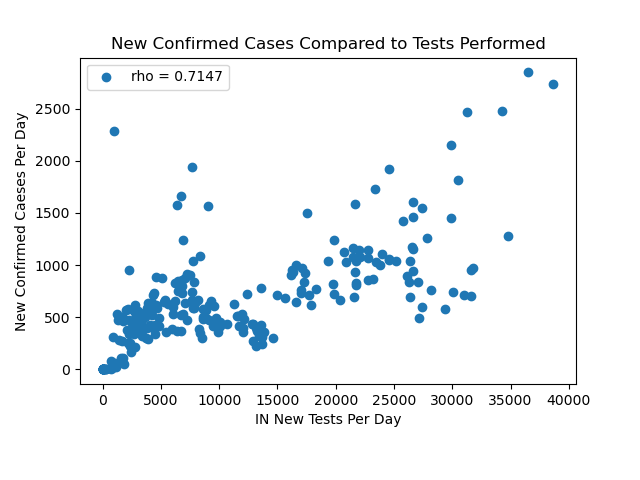 New Confirmed Cases Compared to Tests Performed
rho = 0.7147
New Confirmed Caeses Per Day
2500
2000
1500
1000
500
0
0 5000 10000 15000 20000 25000 30000 35000 40000
IN New Tests Per Day